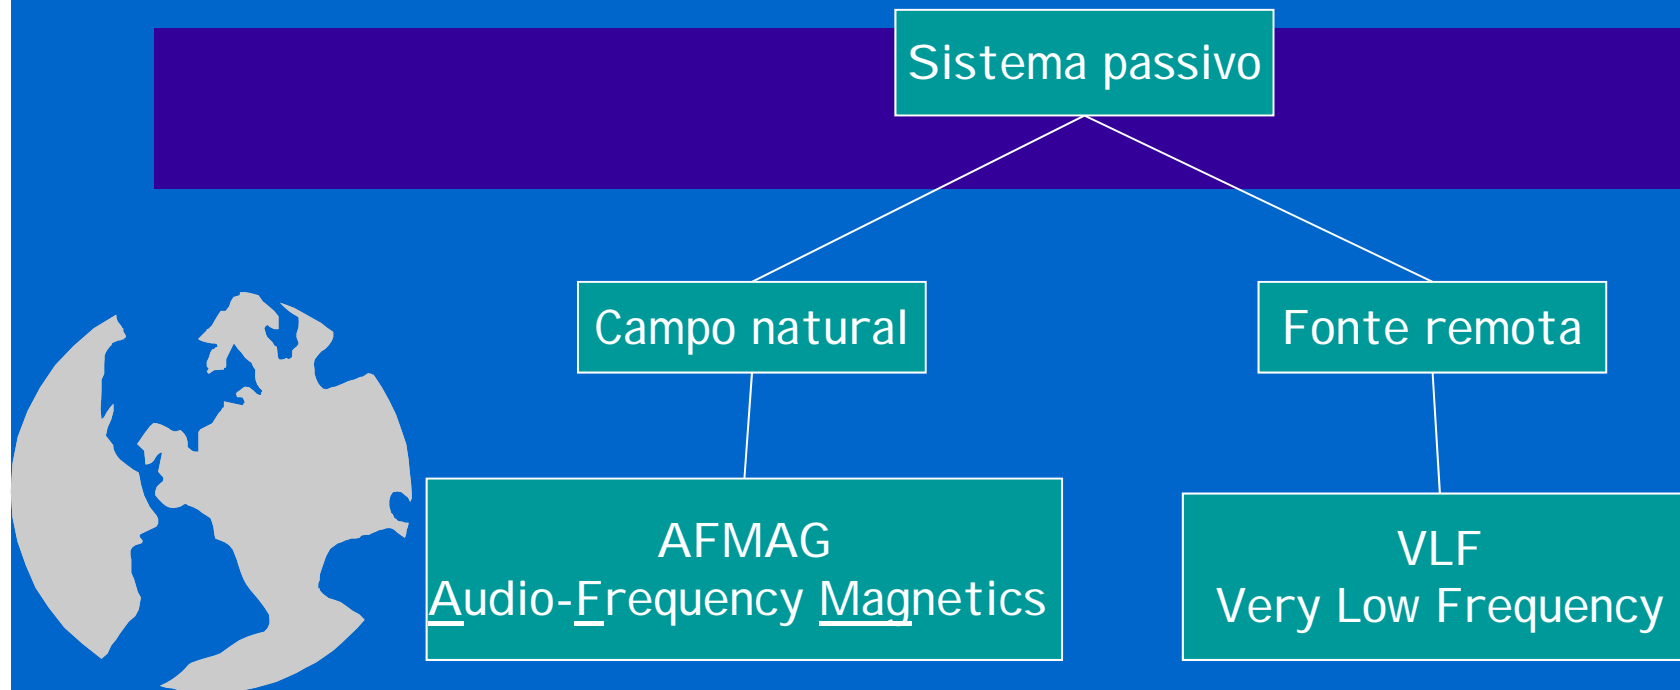 Sistema passivo
Campo natural
Fonte remota
AFMAG
Audio-Frequency Magnetics
VLF
Very Low Frequency